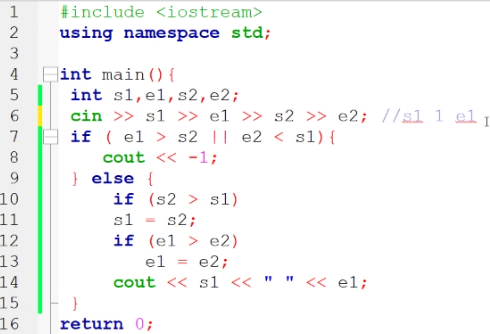 1 #include <iostream>
2 using namespace std;
3
4 int main(){
5 int s1,e1,s2,e2;
6 cin >> s1 >> e1 >> s2 >> e2; //s1 1 e1
7 if ( e1 > s2 || e2 < s1){
8 cout << -1;
9 } else {
10 if (s2 > s1)
11 s1 = s2;
12 if (e1 > e2)
13 e1 = e2;
14 cout << s1 << " " << e1;
15 }
16 return 0;